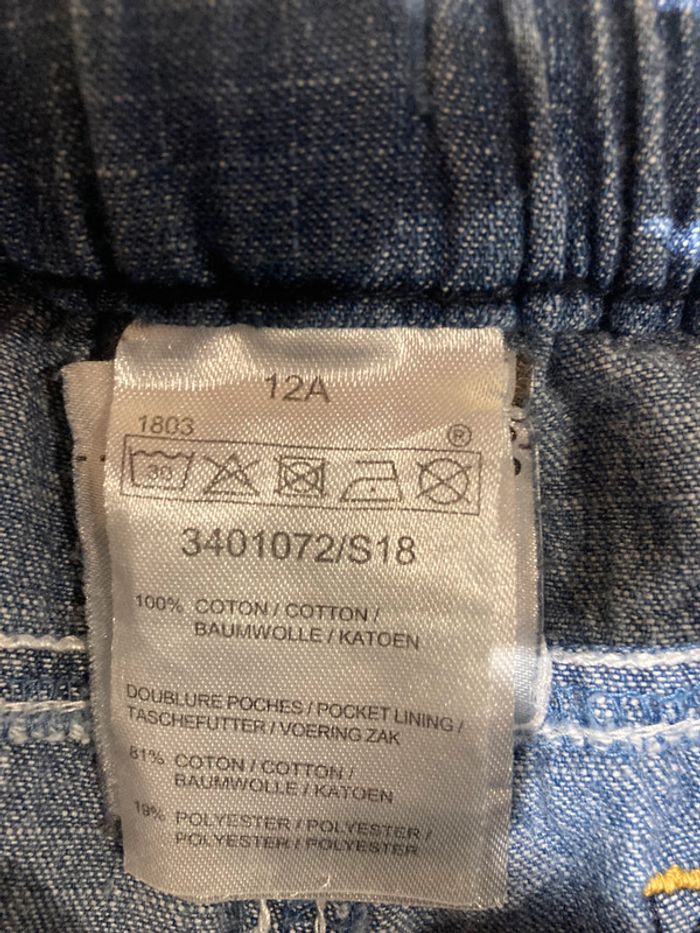 12A
1803
®
30
3401072/S18
100% COTON / COTTON /
BAUMWOLLE / KATOEN
DOUBLURE POCHES / POCKET LINING /
TASCHEFUTTER / VOERING ZAK
81% COTON / COTTON /
BAUMWOLLE / KATOEN
19% POLYESTER / POLYESTER /
POLYESTER / POLYESTER